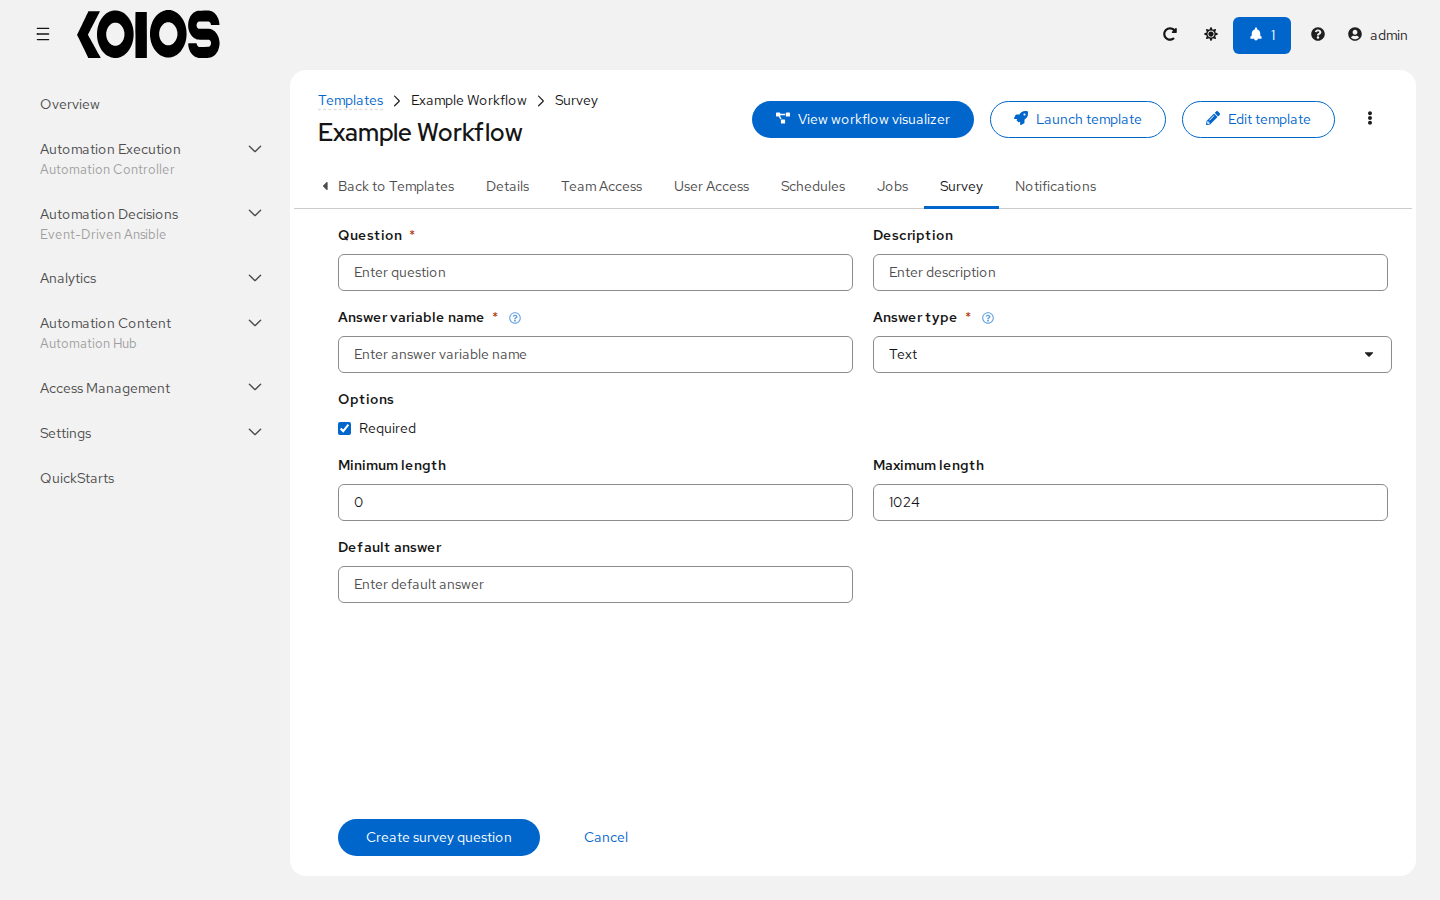 KOIOS
1
admin
Overview
Automation Execution
Automation Controller
Automation Decisions
Event-Driven Ansible
Analytics
Automation Content
Automation Hub
Access Management
Settings
QuickStarts
Templates > Example Workflow > Survey
Example Workflow
View workflow visualizer
Launch template
Edit template
Back to Templates Details Team Access User Access Schedules Jobs Survey Notifications
Question *
Enter question
Description
Enter description
Answer variable name *
Enter answer variable name
Answer type *
Text
Options
Required
Minimum length
0
Maximum length
1024
Default answer
Enter default answer
Create survey question
Cancel